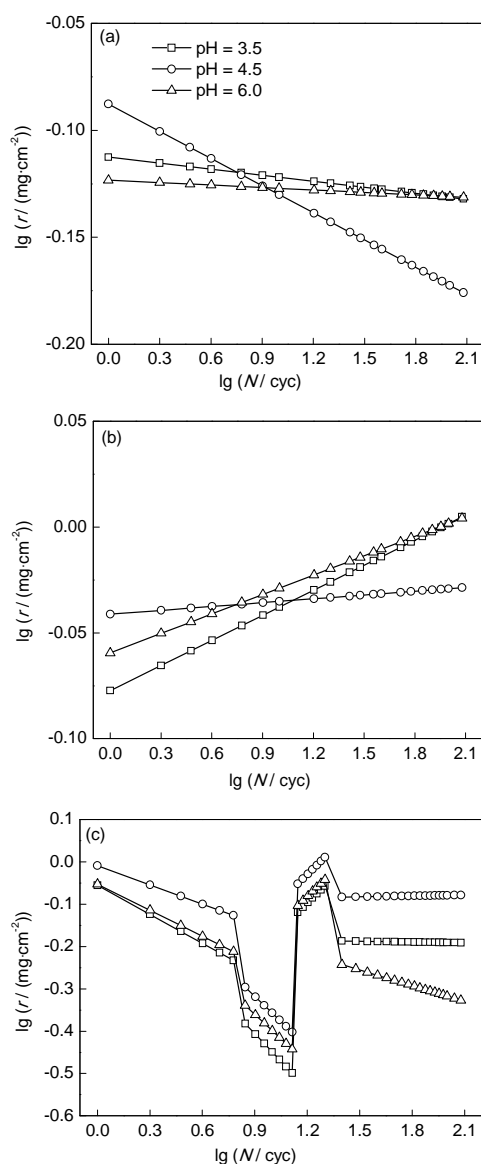 (a)
pH = 3.5
pH = 4.5
pH = 6.0
lg (r / (mg·cm-2))
-0.05
-0.10
-0.15
-0.20
0.0 0.3 0.6 0.9 1.2 1.5 1.8 2.1
lg (N / cyc)
(b)
lg (r / (mg·cm-2))
0.05
0.00
-0.05
-0.10
0.0 0.3 0.6 0.9 1.2 1.5 1.8 2.1
lg (N / cyc)
(c)
lg (r / (mg·cm-2))
0.1
0.0
-0.1
-0.2
-0.3
-0.4
-0.5
-0.6
0.0 0.3 0.6 0.9 1.2 1.5 1.8 2.1
lg (N / cyc)